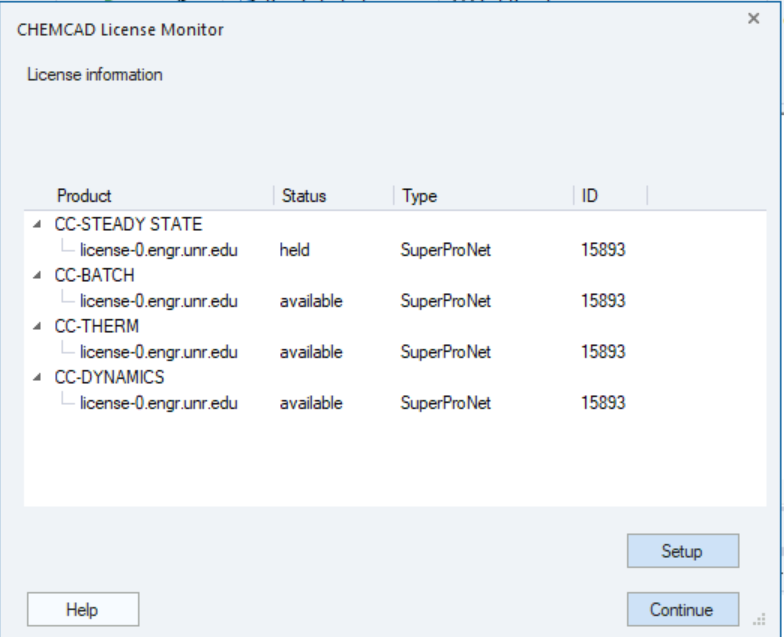 CHEMCAD License Monitor
License information
Product Status Type ID
CC-STEADY STATE
license-0.engr.unr.edu held SuperProNet 15893
CC-BATCH
license-0.engr.unr.edu available SuperProNet 15893
CC-THERM
license-0.engr.unr.edu available SuperProNet 15893
CC-DYNAMICS
license-0.engr.unr.edu available SuperProNet 15893
Setup
Help Continue